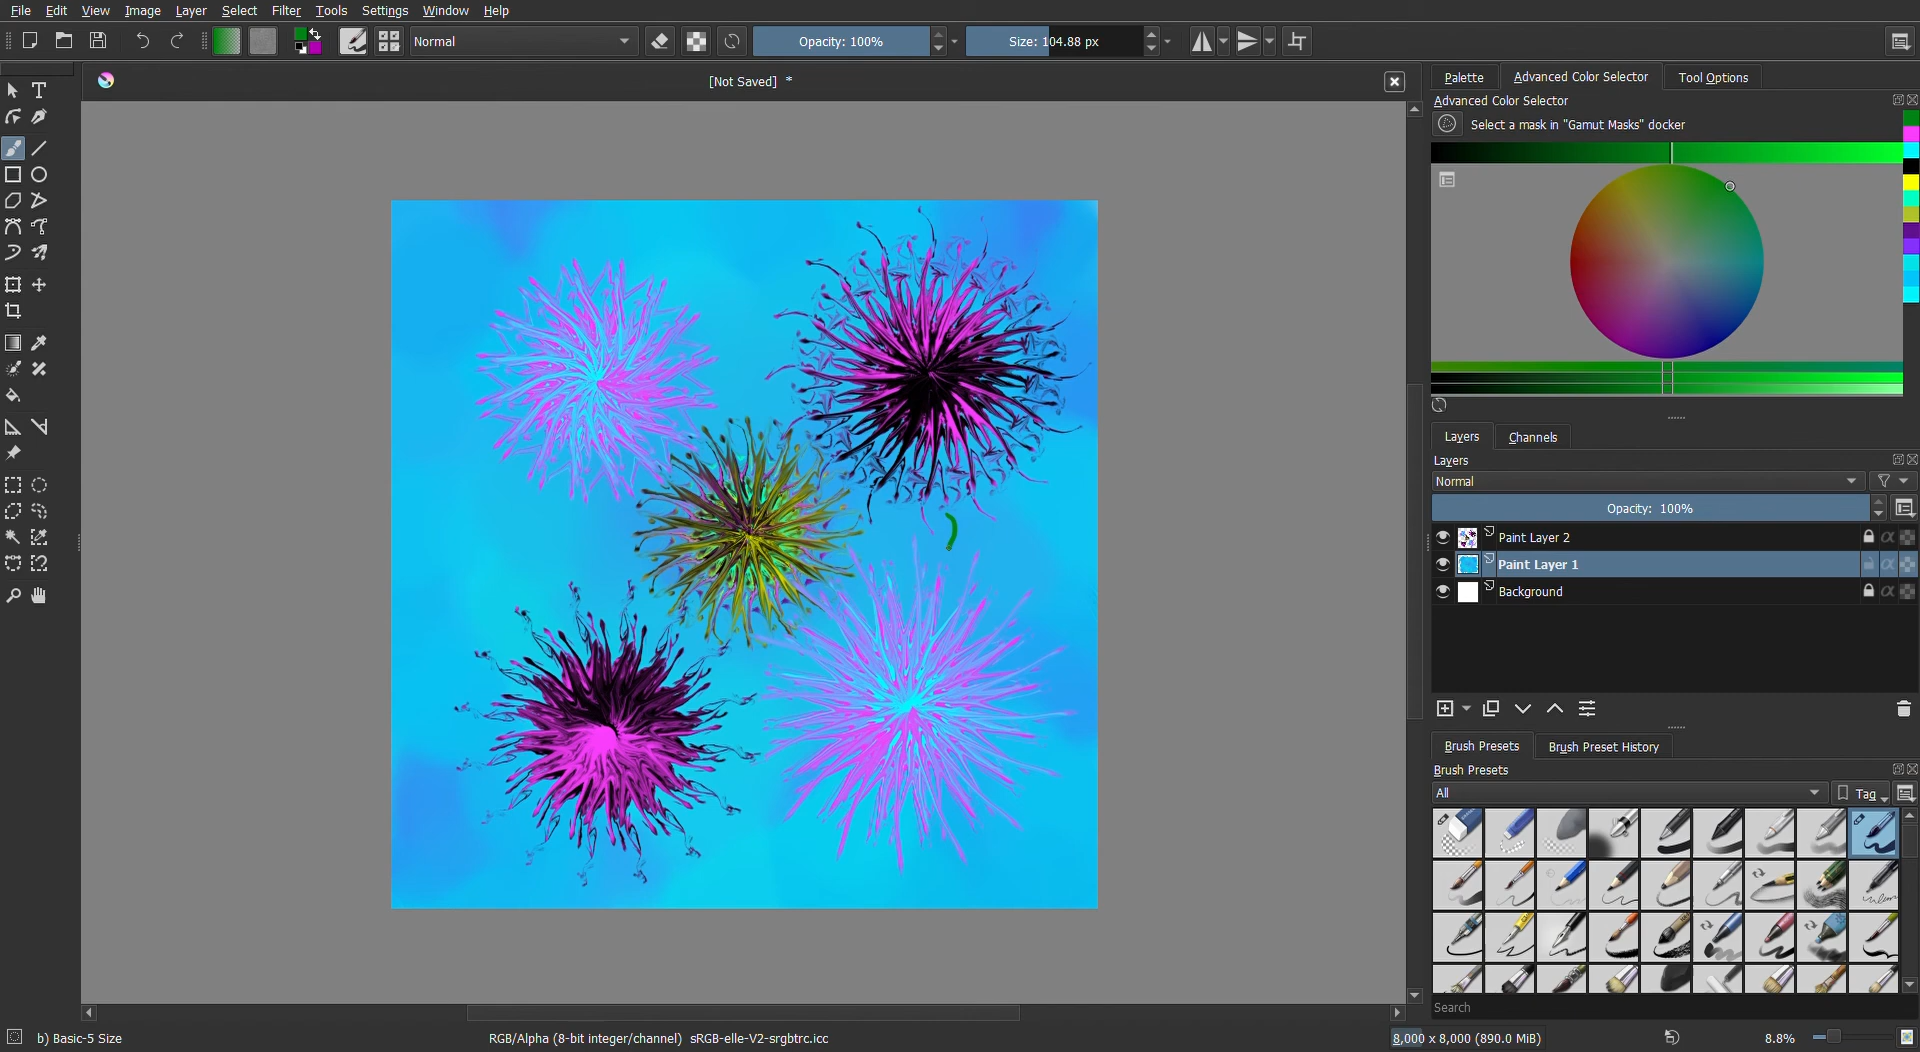 File Edit View Image Layer Select Filter Tools Settings Window Help
Normal
Opacity: 100%
Size: 104.88 px
[Not Saved] *
Palette
Advanced Color Selector
Tool Options
Advanced Color Selector
Select a mask in "Gamut Masks" docker
Layers
Channels
Layers
Normal
Opacity: 100%
Paint Layer 2
Paint Layer 1
Background
Brush Presets
Brush Preset History
Brush Presets
All
Tag
Search
b) Basic-5 Size
RGB/Alpha (8-bit integer/channel) sRGB-elle-V2-srgbtrc.icc
8,000 x 8,000 (890.0 MiB)
8.8%